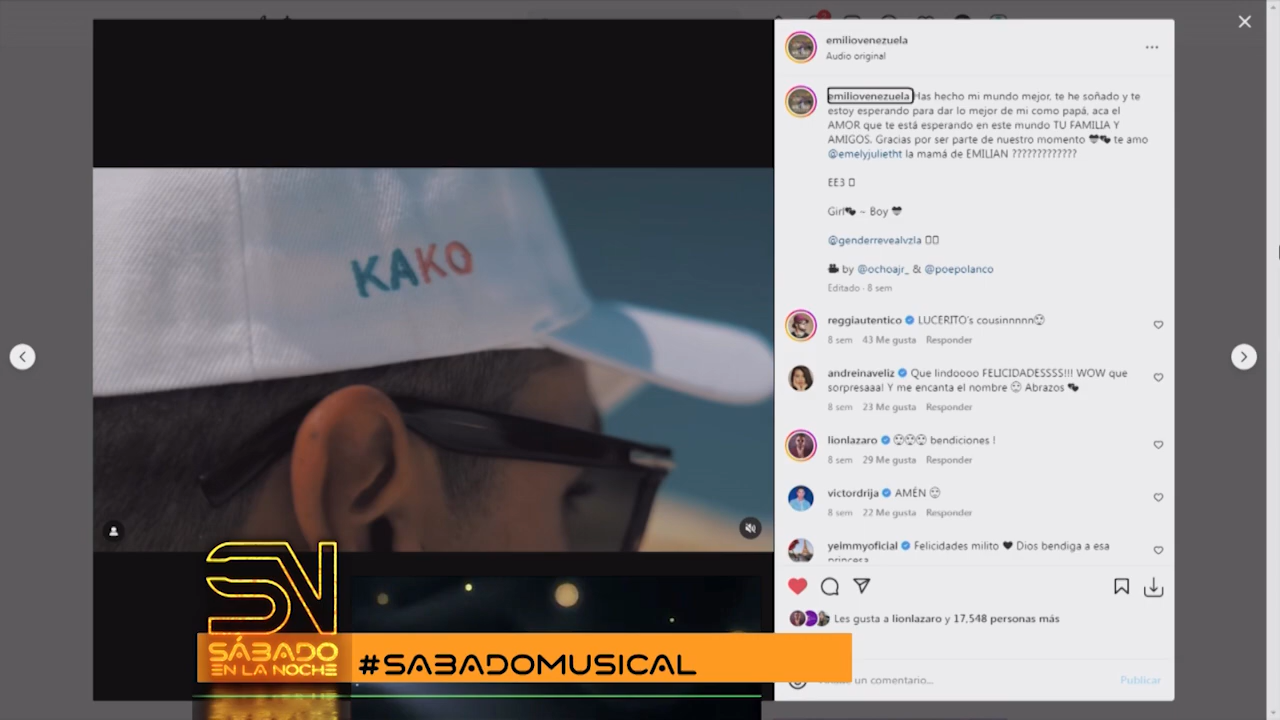 emiliovenezuela
Audio original
emiliovenezuela Has hecho mi mundo mejor, te he soñado y te
estoy esperando para dar lo mejor de mi como papá, aca el
AMOR que te está esperando en este mundo TU FAMILIA Y
AMIGOS. Gracias por ser parte de nuestro momento te amo
@emelyjulietht la mamá de EMILIAN ?????????????
EE3
Girl ~ Boy
@genderrevealvzla
by @ochoajr_ & @poepolanco
Editado · 8 sem
reggiautentico LUCERITO's cousinnnnn
8 sem 43 Me gusta Responder
andreinaveliz Que lindoooo FELICIDADESSSS!!! WOW que
sorpresaaa! Y me encanta el nombre Abrazos
8 sem 23 Me gusta Responder
lionlazaro bendiciones !
8 sem 29 Me gusta Responder
victordrija AMÉN
8 sem 22 Me gusta Responder
yeimmyoficial Felicidades milito Dios bendiga a esa
princesa
Les gusta a lionlazaro y 17,548 personas más
un comentario...
Publicar
KAKO
SN
SÁBADO
EN LA NOCHE
#SABADOMUSICAL